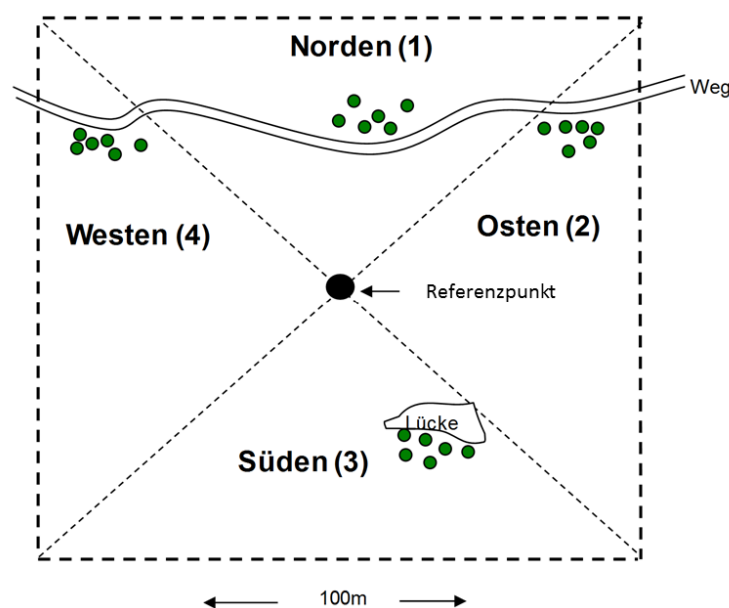 Norden (1)
Weg
Westen (4)
Osten (2)
Referenzpunkt
Lücke
Süden (3)
100m